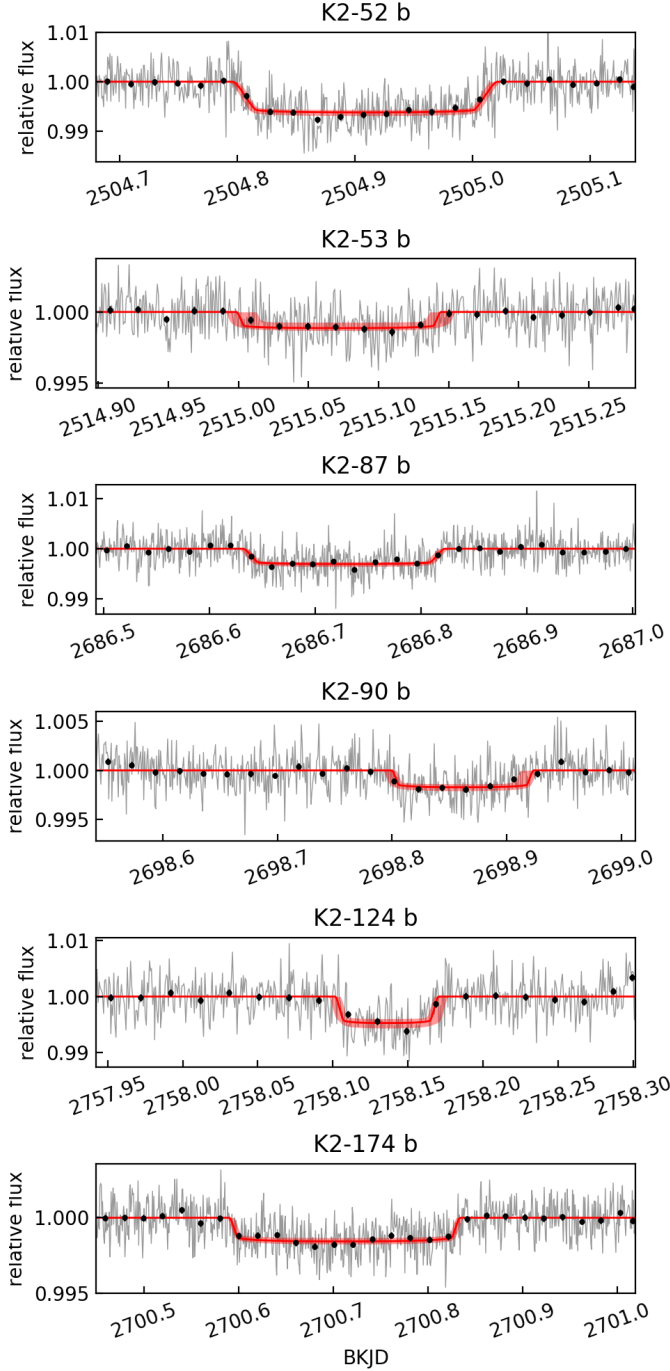 K2-52 b
1.01
1.00
0.99
relative flux
2504.7 2504.8 2504.9 2505.0 2505.1
K2-53 b
1.000
0.995
relative flux
2514.90 2514.95 2515.00 2515.05 2515.10 2515.15 2515.20 2515.25
K2-87 b
1.01
1.00
0.99
relative flux
2686.5 2686.6 2686.7 2686.8 2686.9 2687.0
K2-90 b
1.005
1.000
0.995
relative flux
2698.6 2698.7 2698.8 2698.9 2699.0
K2-124 b
1.01
1.00
0.99
relative flux
2757.95 2758.00 2758.05 2758.10 2758.15 2758.20 2758.25 2758.30
K2-174 b
1.000
0.995
relative flux
2700.5 2700.6 2700.7 2700.8 2700.9 2701.0
BKJD